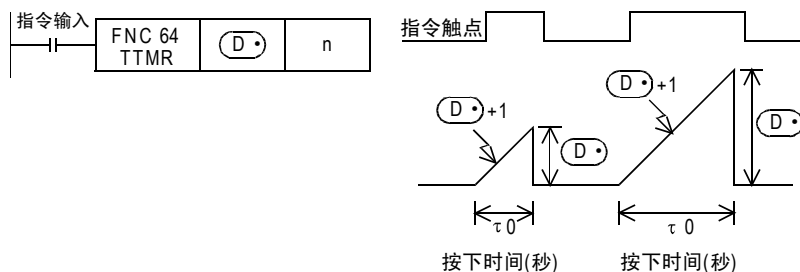 指令输入
FNC 64
TTMR
D•
n
指令触点
D•+1
D•
D•+1
D•
τ0
τ 0
按下时间(秒)
按下时间(秒)